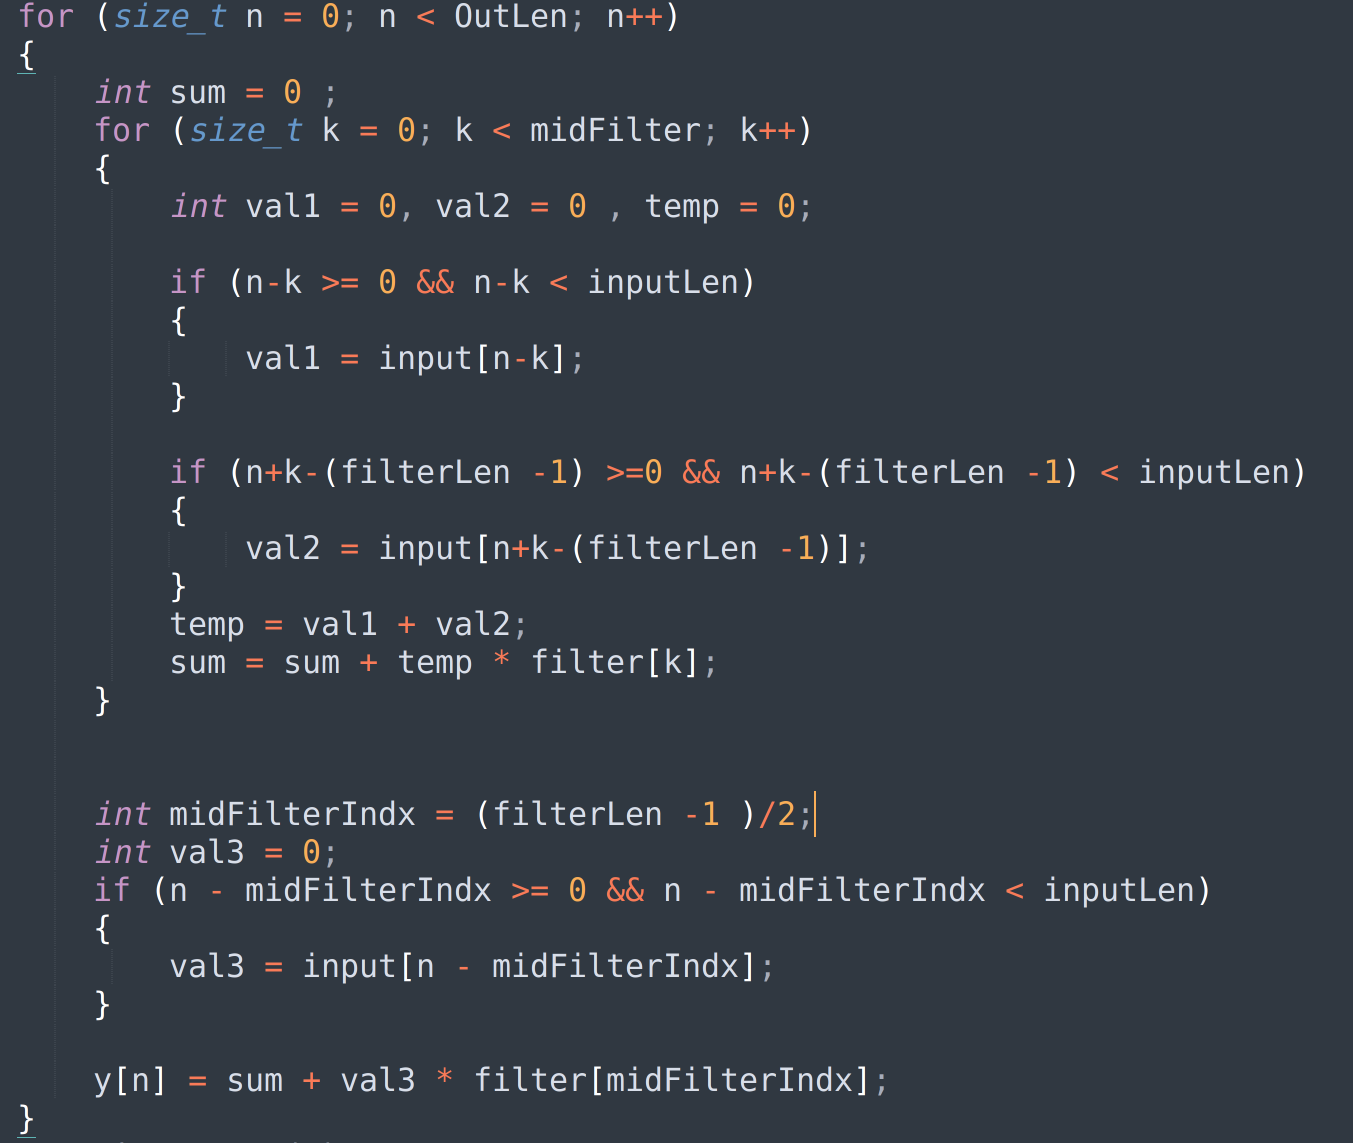 for (size_t n = 0; n < OutLen; n++)
{
    int sum = 0 ;
    for (size_t k = 0; k < midFilter; k++)
    {
        int val1 = 0, val2 = 0 , temp = 0;

        if (n-k >= 0 && n-k < inputLen)
        {
            val1 = input[n-k];
        }

        if (n+k-(filterLen -1) >=0 && n+k-(filterLen -1) < inputLen)
        {
            val2 = input[n+k-(filterLen -1)];
        }
        temp = val1 + val2;
        sum = sum + temp * filter[k];
    }


    int midFilterIndx = (filterLen -1 )/2;
    int val3 = 0;
    if (n - midFilterIndx >= 0 && n - midFilterIndx < inputLen)
    {
        val3 = input[n - midFilterIndx];
    }

    y[n] = sum + val3 * filter[midFilterIndx];
}